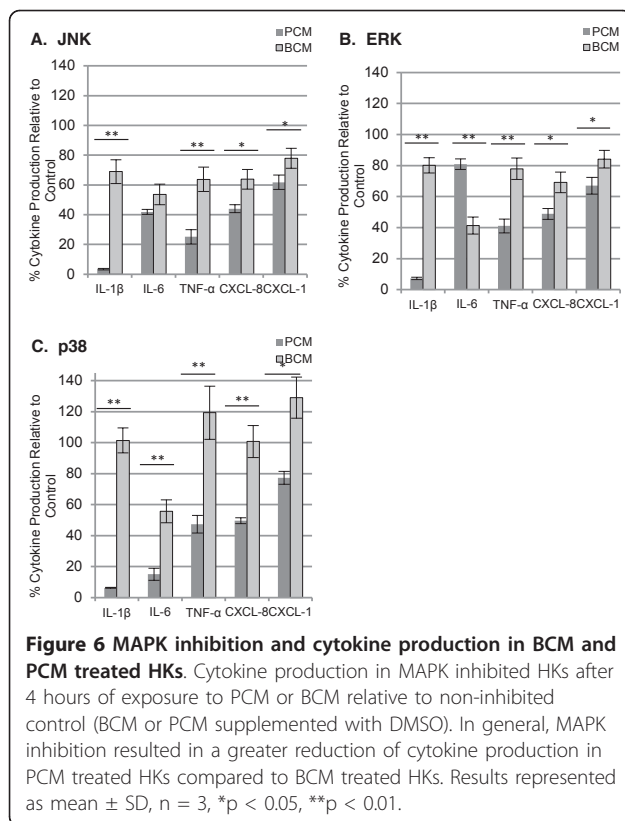 A. JNK
PCM
BCM
% Cytokine Production Relative to
Control
140
120
100
80
60
40
20
0
**
**
*
*
IL-1β IL-6 TNF-α CXCL-8 CXCL-1
B. ERK
PCM
BCM
% Cytokine Production Relative to
Control
140
120
100
80
60
40
20
0
**
**
**
*
*
IL-1β IL-6 TNF-α CXCL-8 CXCL-1
C. p38
PCM
BCM
% Cytokine Production Relative to
Control
140
120
100
80
60
40
20
0
**
**
**
**
*
IL-1β IL-6 TNF-α CXCL-8 CXCL-1
Figure 6 MAPK inhibition and cytokine production in BCM and
PCM treated HKs. Cytokine production in MAPK inhibited HKs after
4 hours of exposure to PCM or BCM relative to non-inhibited
control (BCM or PCM supplemented with DMSO). In general, MAPK
inhibition resulted in a greater reduction of cytokine production in
PCM treated HKs compared to BCM treated HKs. Results represented
as mean ± SD, n = 3, *p < 0.05, **p < 0.01.